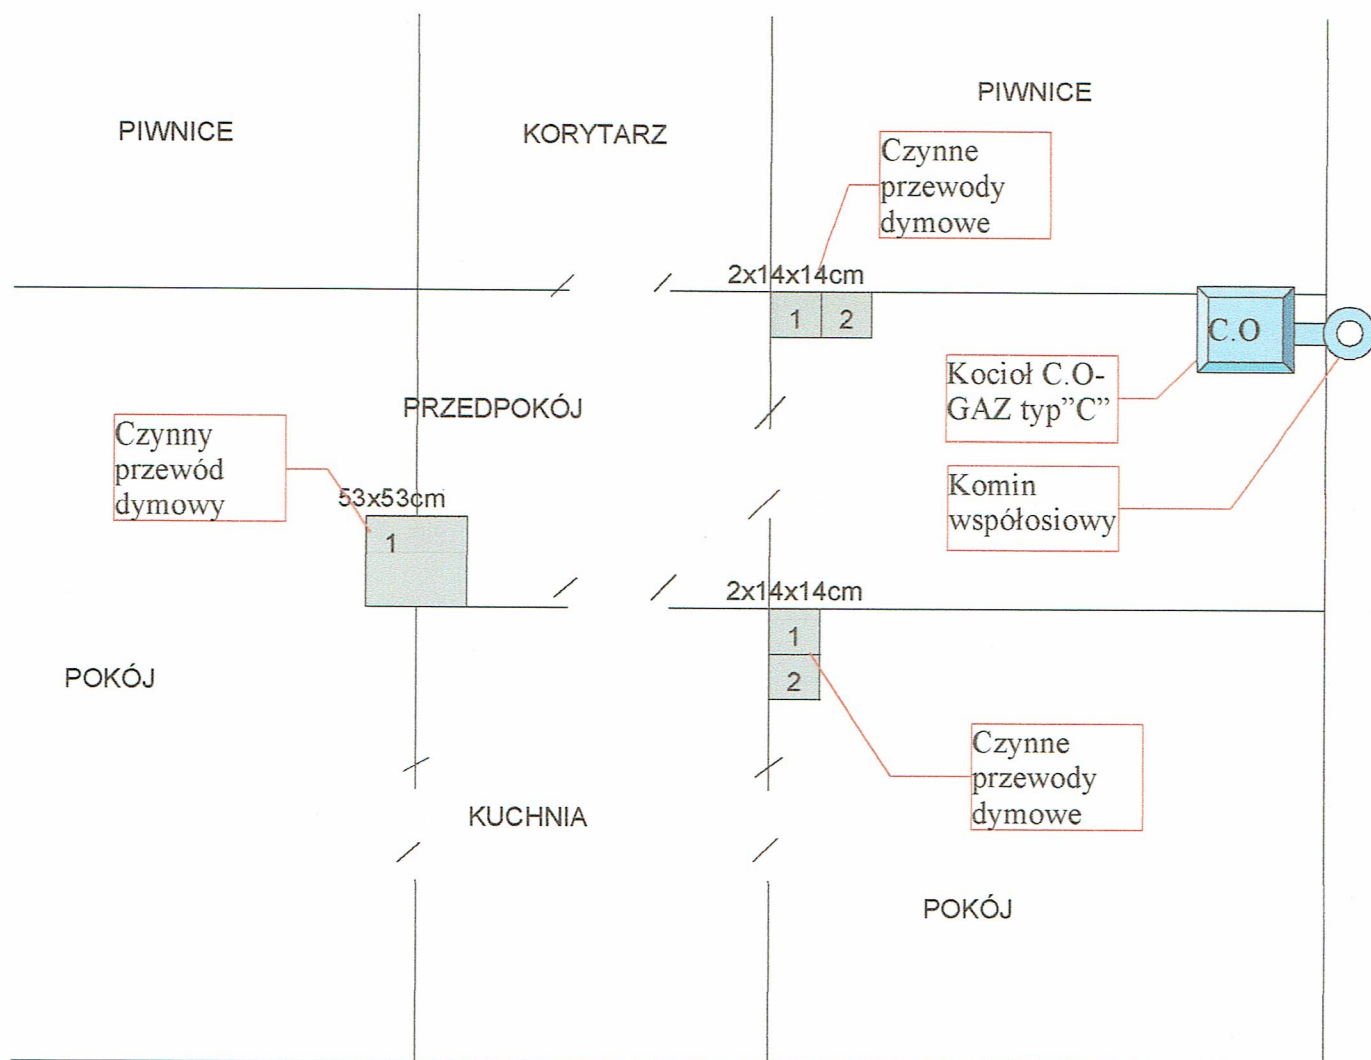 PIWNICE
KORYTARZ
PIWNICE
Czynne
przewody
dymowe
2x14x14cm
1 2
C.O
Kocioł C.O-
GAZ typ”C”
PRZEDPOKÓJ
Czynny
przewód
dymowy
Komin
współosiowy
53x53cm
1
2x14x14cm
1
2
POKÓJ
Czynne
przewody
dymowe
KUCHNIA
POKÓJ